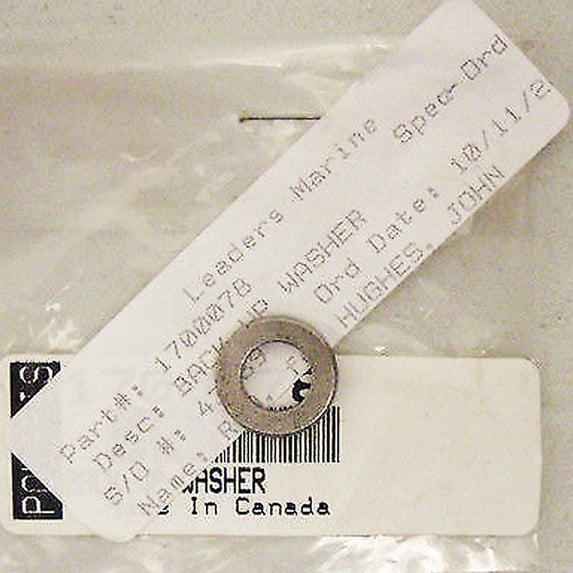 Leaders Marine Spec-Ord
Part#: 1700078
Desc: BACK UP WASHER
Ord Date: 10/11/2
S/O #:
Name: HUGHES, JOHN
WASHER
In Canada